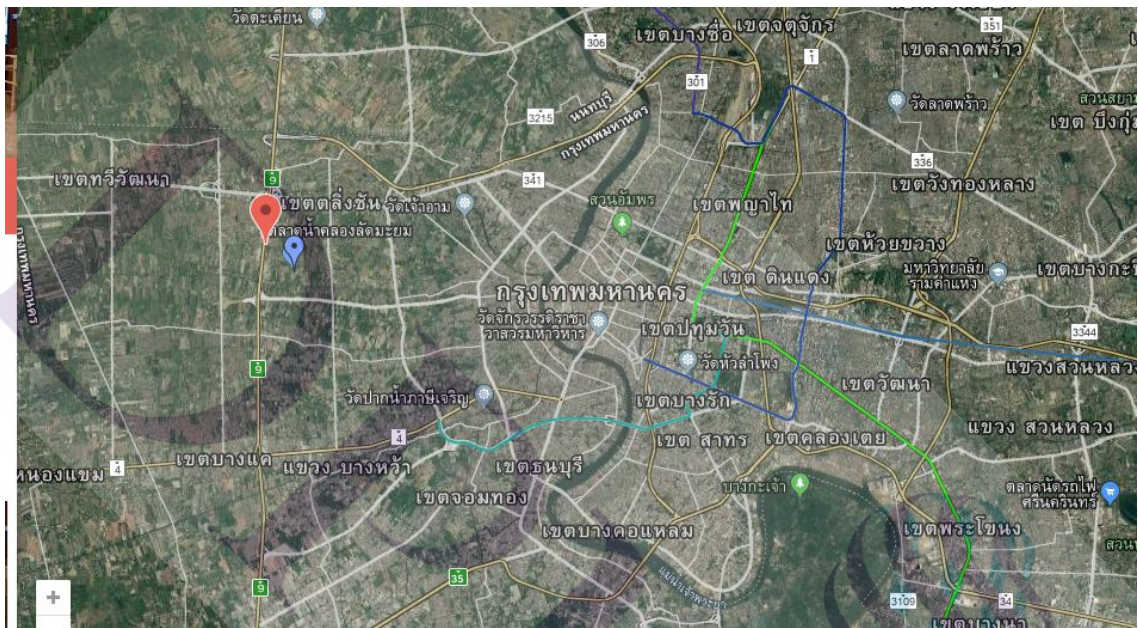 วัดตะเคียน
306
เขตบางซื่อ
เขตจตุจักร
351
1
เขตลาดพร้าว
301
3215
นนทบุรี
กรุงเทพมหานคร
วัดลาดพร้าว
สวนสยาม
เขต บึงกุ่ม
336
9
เขตทวีวัฒนา
341
เขตวังทองหลาง
เขตตลิ่งชัน
วัดเจ้าอาม
สวนอัมพร
เขตพญาไท
ตลาดน้ำคลองลัดมะยม
เขตห้วยขวาง
กรุงเทพมหานคร
เขต ดินแดง
มหาวิทยาลัย
รามคำแหง
เขตบางกะปิ
กรุงเทพมหานคร
วัดจักรวรรดิราชา
วาสวรมหาวิหาร
เขตปทุมวัน
3344
วัดหัวลำโพง
แขวงสวนหลวง
9
เขตวัฒนา
วัดปากน้ำภาษีเจริญ
เขตบางรัก
4
เขต สาทร
เขตคลองเตย
แขวง สวนหลวง
หนองแขม
4
เขตบางแค
แขวง บางหว้า
เขตธนบุรี
บางกะเจ้า
ตลาดนัดรถไฟ
ศรีนครินทร์
เขตจอมทอง
เขตบางคอแหลม
เขตพระโขนง
35
แม่น้ำเจ้าพระยา
9
3109
34
เขตบางนา
+